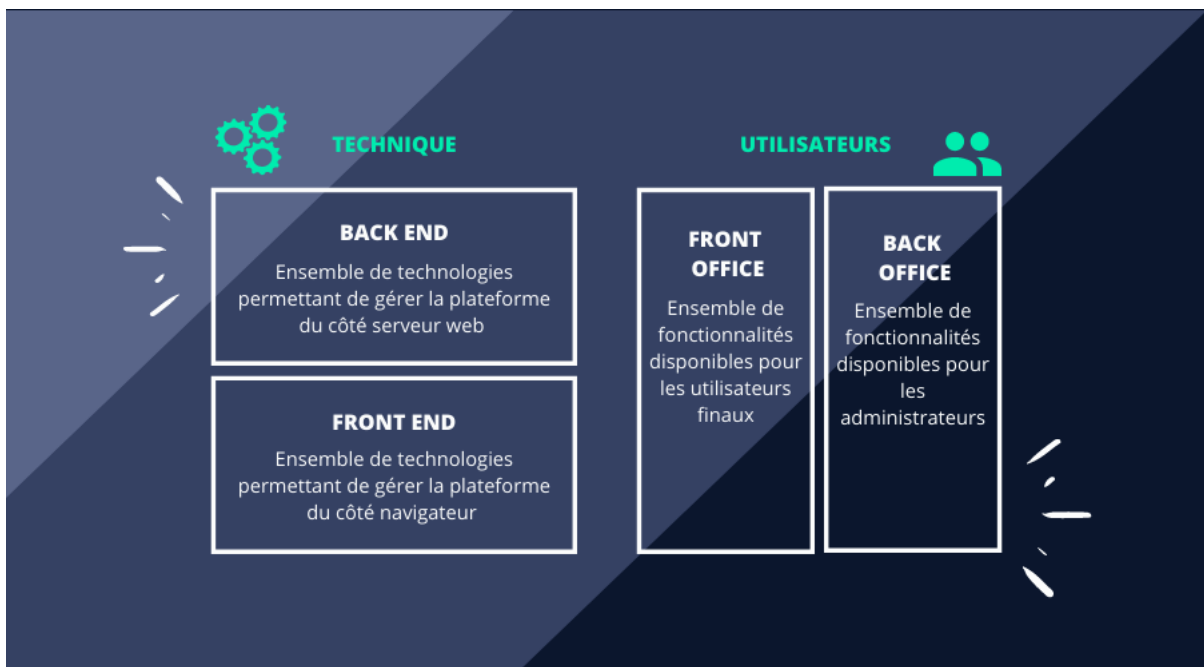 TECHNIQUE
BACK END
Ensemble de technologies
permettant de gérer la plateforme
du côté serveur web
FRONT END
Ensemble de technologies
permettant de gérer la plateforme
du côté navigateur
UTILISATEURS
FRONT
OFFICE
Ensemble de
fonctionnalités
disponibles pour
les utilisateurs
finaux
BACK
OFFICE
Ensemble de
fonctionnalités
disponibles pour
les
administrateurs